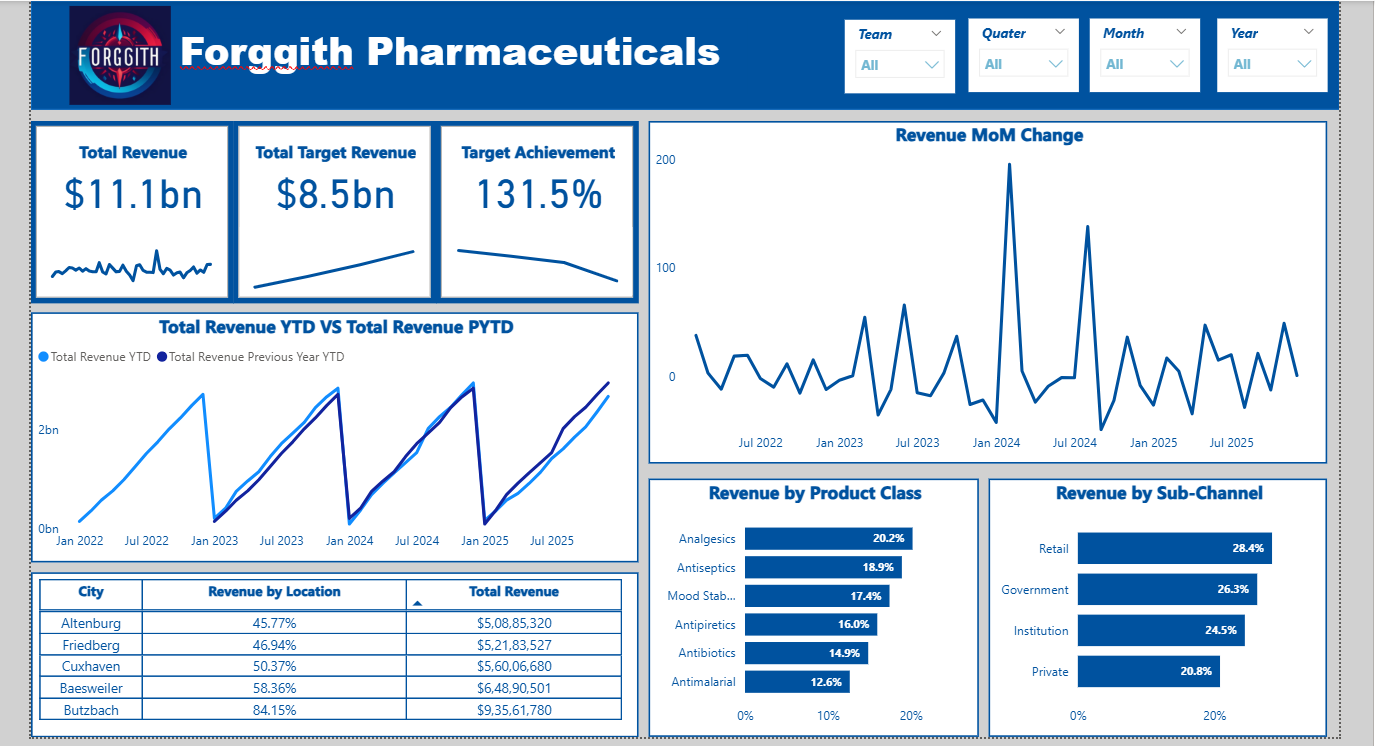 FORGGITH
Forggith Pharmaceuticals
Team
All
Quater
All
Month
All
Year
All
Total Revenue
$11.1bn
Total Target Revenue
$8.5bn
Target Achievement
131.5%
Revenue MoM Change
200
100
0
Jul 2022 Jan 2023 Jul 2023 Jan 2024 Jul 2024 Jan 2025 Jul 2025
Total Revenue YTD VS Total Revenue PYTD
Total Revenue YTD Total Revenue Previous Year YTD
2bn
0bn
Jan 2022 Jul 2022 Jan 2023 Jul 2023 Jan 2024 Jul 2024 Jan 2025 Jul 2025
City Revenue by Location Total Revenue
Altenburg 45.77% $5,08,85,320
Friedberg 46.94% $5,21,83,527
Cuxhaven 50.37% $5,60,06,680
Baesweiler 58.36% $6,48,90,501
Butzbach 84.15% $9,35,61,780
Revenue by Product Class
Analgesics 20.2%
Antiseptics 18.9%
Mood Stab... 17.4%
Antipiretics 16.0%
Antibiotics 14.9%
Antimalarial 12.6%
0% 10% 20%
Revenue by Sub-Channel
Retail 28.4%
Government 26.3%
Institution 24.5%
Private 20.8%
0% 20%